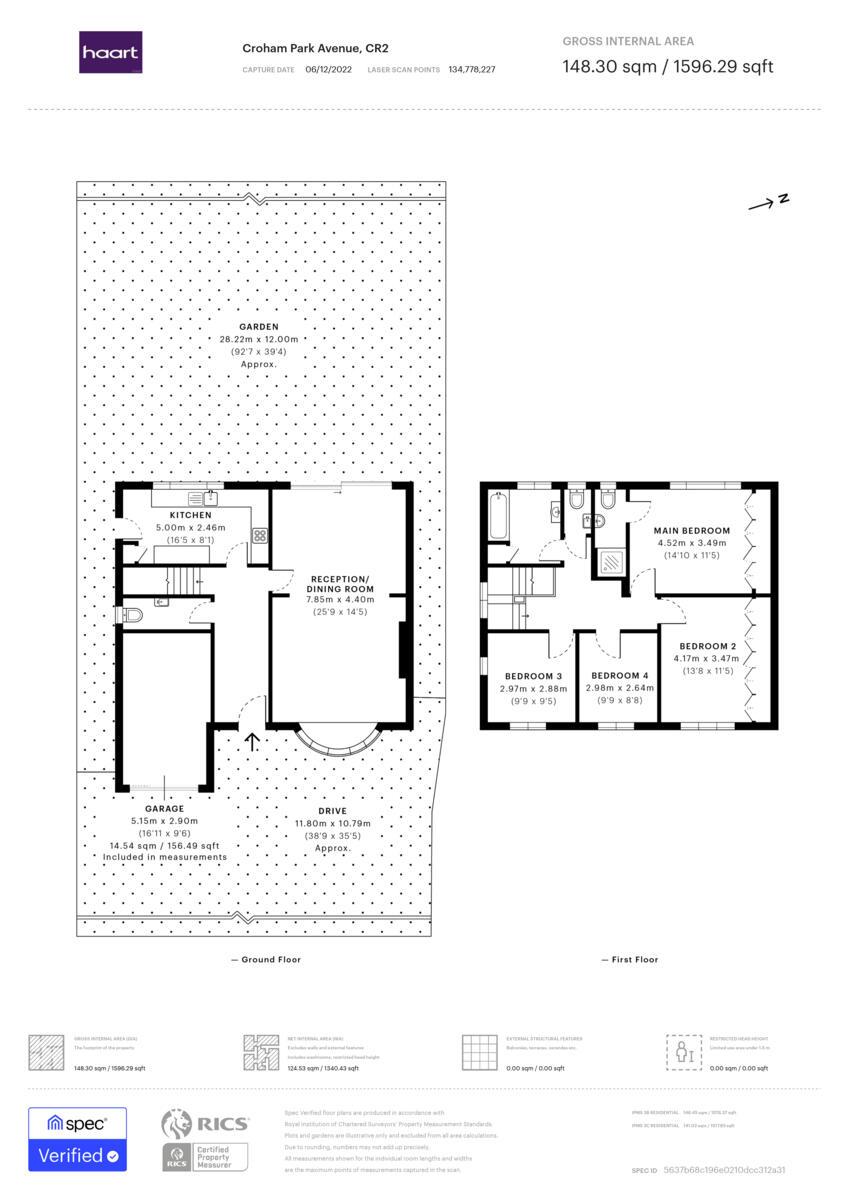 haart
Croham Park Avenue, CR2
CAPTURE DATE 06/12/2022 LASER SCAN POINTS 134,778,227
GROSS INTERNAL AREA
148.30 sqm / 1596.29 sqft
N
GARDEN
28.22m x 12.00m
(92'7 x 39'4)
Approx.
KITCHEN
5.00m x 2.46m
(16'5 x 8'1)
RECEPTION/
DINING ROOM
7.85m x 4.40m
(25'9 x 14'5)
MAIN BEDROOM
4.52m x 3.49m
(14'10 x 11'5)
BEDROOM 2
4.17m x 3.47m
(13'8 x 11'5)
BEDROOM 3
2.97m x 2.88m
(9'9 x 9'5)
BEDROOM 4
2.98m x 2.64m
(9'9 x 8'8)
GARAGE
5.15m x 2.90m
(16'11 x 9'6)
14.54 sqm / 156.49 sqft
Included in measurements
DRIVE
11.80m x 10.79m
(38'9 x 35'5)
Approx.
— Ground Floor
— First Floor
GROSS INTERNAL AREA (GIA)
The footprint of the property
148.30 sqm / 1596.29 sqft
NET INTERNAL AREA (NIA)
Excludes walls and external features
Includes washrooms, restricted head height
124.53 sqm / 1340.43 sqft
EXTERNAL STRUCTURAL FEATURES
Balconies, terraces, verandas etc.
0.00 sqm / 0.00 sqft
RESTRICTED HEAD HEIGHT
Limited use area under 1.5 m
0.00 sqm / 0.00 sqft
spec
Verified
RICS
RICS
Certified
Property
Measurer
Spec Verified floor plans are produced in accordance with
Royal Institution of Chartered Surveyors' Property Measurement Standards.
Plots and gardens are illustrative only and excluded from all area calculations.
Due to rounding, numbers may not add up precisely.
All measurements shown for the individual room lengths and widths
are the maximum points of measurements captured in the scan.
IPMS 3B RESIDENTIAL
IPMS 3C RESIDENTIAL
SPEC ID 5637b68c196e0210dcc312a31